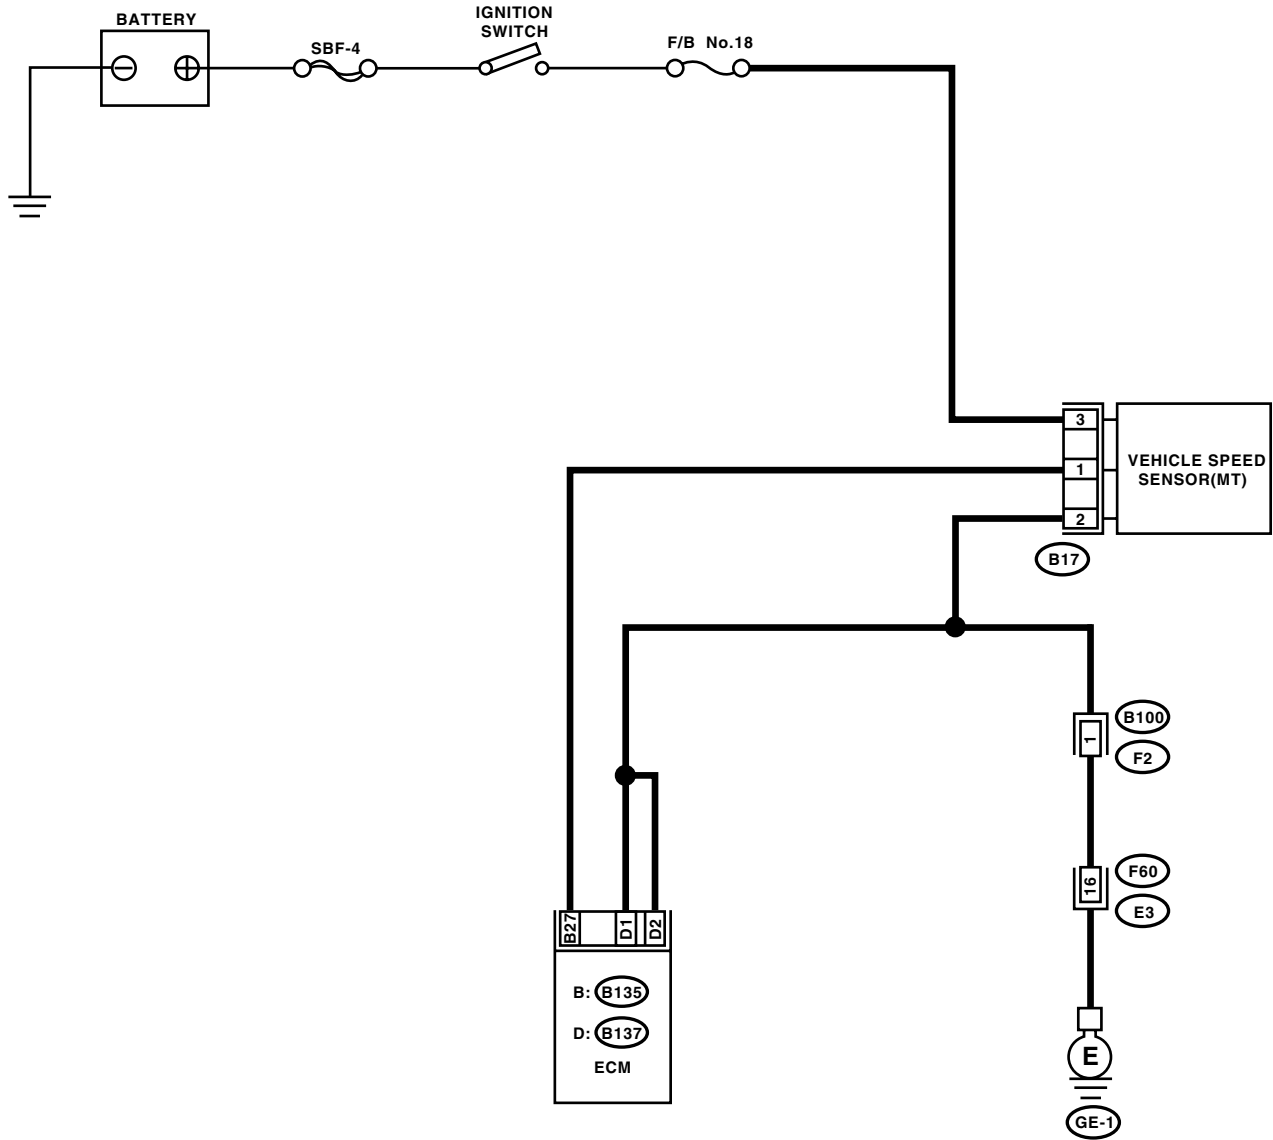 BATTERY
IGNITION
SWITCH
SBF-4
F/B No.18
3
1
2
VEHICLE SPEED
SENSOR(MT)
B17
B100
1
F2
F60
16
E3
B27
D1
D2
B: B135
D: B137
ECM
E
GE-1